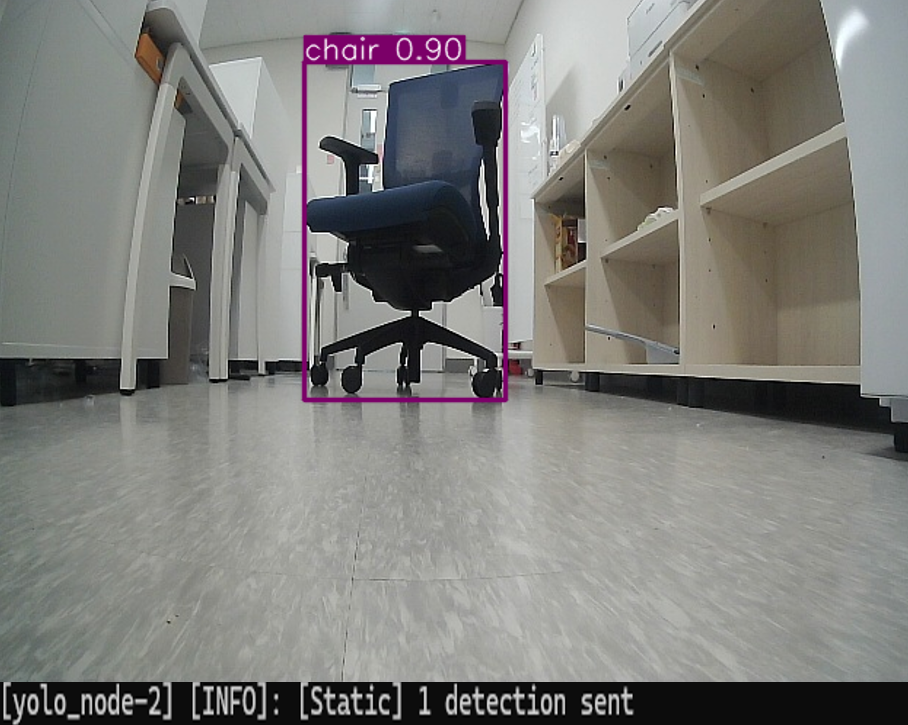 chair 0.90
[yolo_node-2] [INFO]: [Static] 1 detection sent